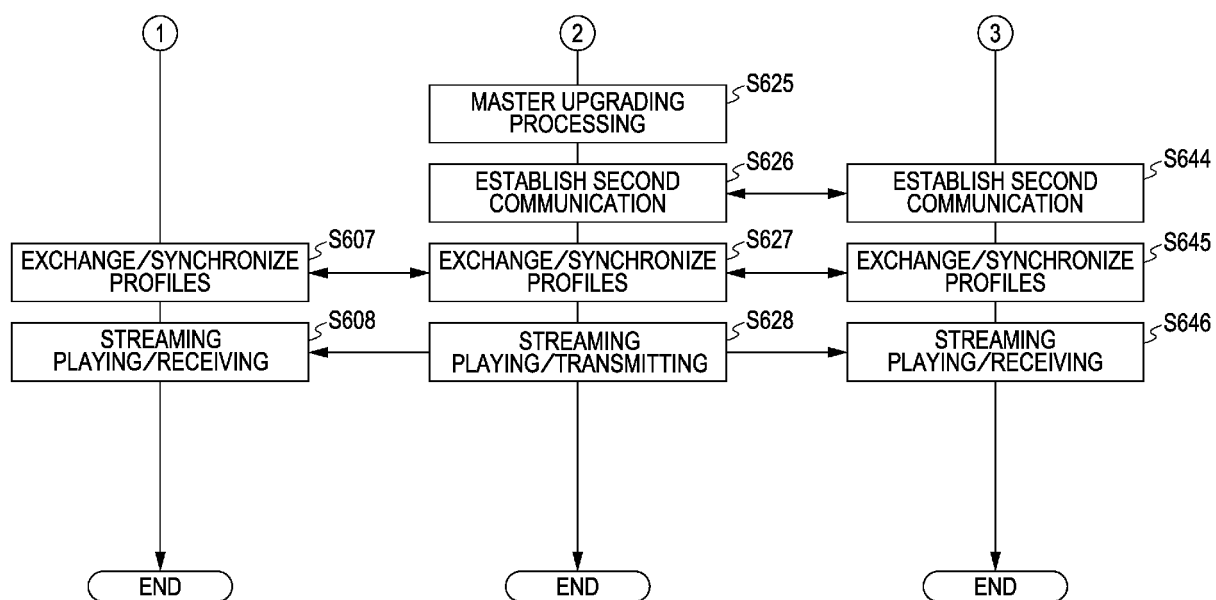 1
2
3
S625
MASTER UPGRADING
PROCESSING
S626
ESTABLISH SECOND
COMMUNICATION
S644
ESTABLISH SECOND
COMMUNICATION
S607
EXCHANGE/SYNCHRONIZE
PROFILES
S627
EXCHANGE/SYNCHRONIZE
PROFILES
S645
EXCHANGE/SYNCHRONIZE
PROFILES
S608
STREAMING
PLAYING/RECEIVING
S628
STREAMING
PLAYING/TRANSMITTING
S646
STREAMING
PLAYING/RECEIVING
END
END
END